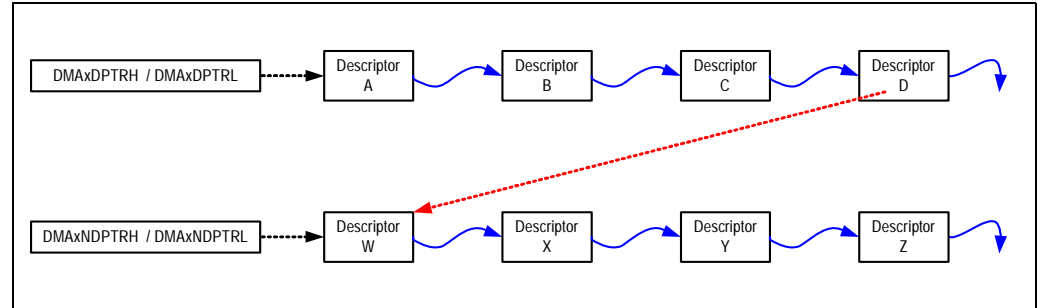 DMAxDPTRH / DMAxDPTRL
Descriptor
A
Descriptor
B
Descriptor
C
Descriptor
D
DMAxNDPTRH / DMAxNDPTRL
Descriptor
W
Descriptor
X
Descriptor
Y
Descriptor
Z